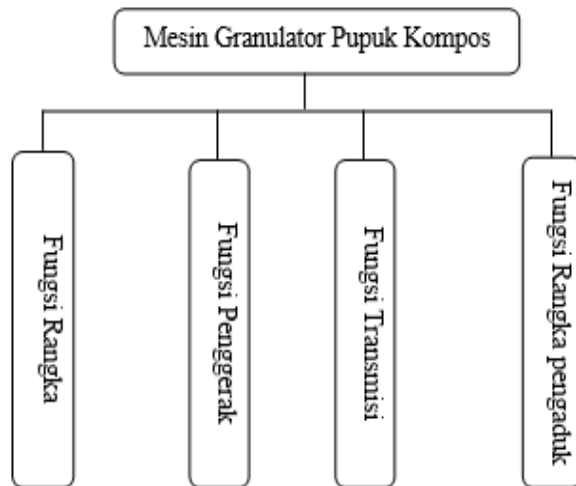 Mesin Granulator Pupuk Kompos
Fungsi Rangka
Fungsi Penggerak
Fungsi Transmisi
Fungsi Rangka pengaduk